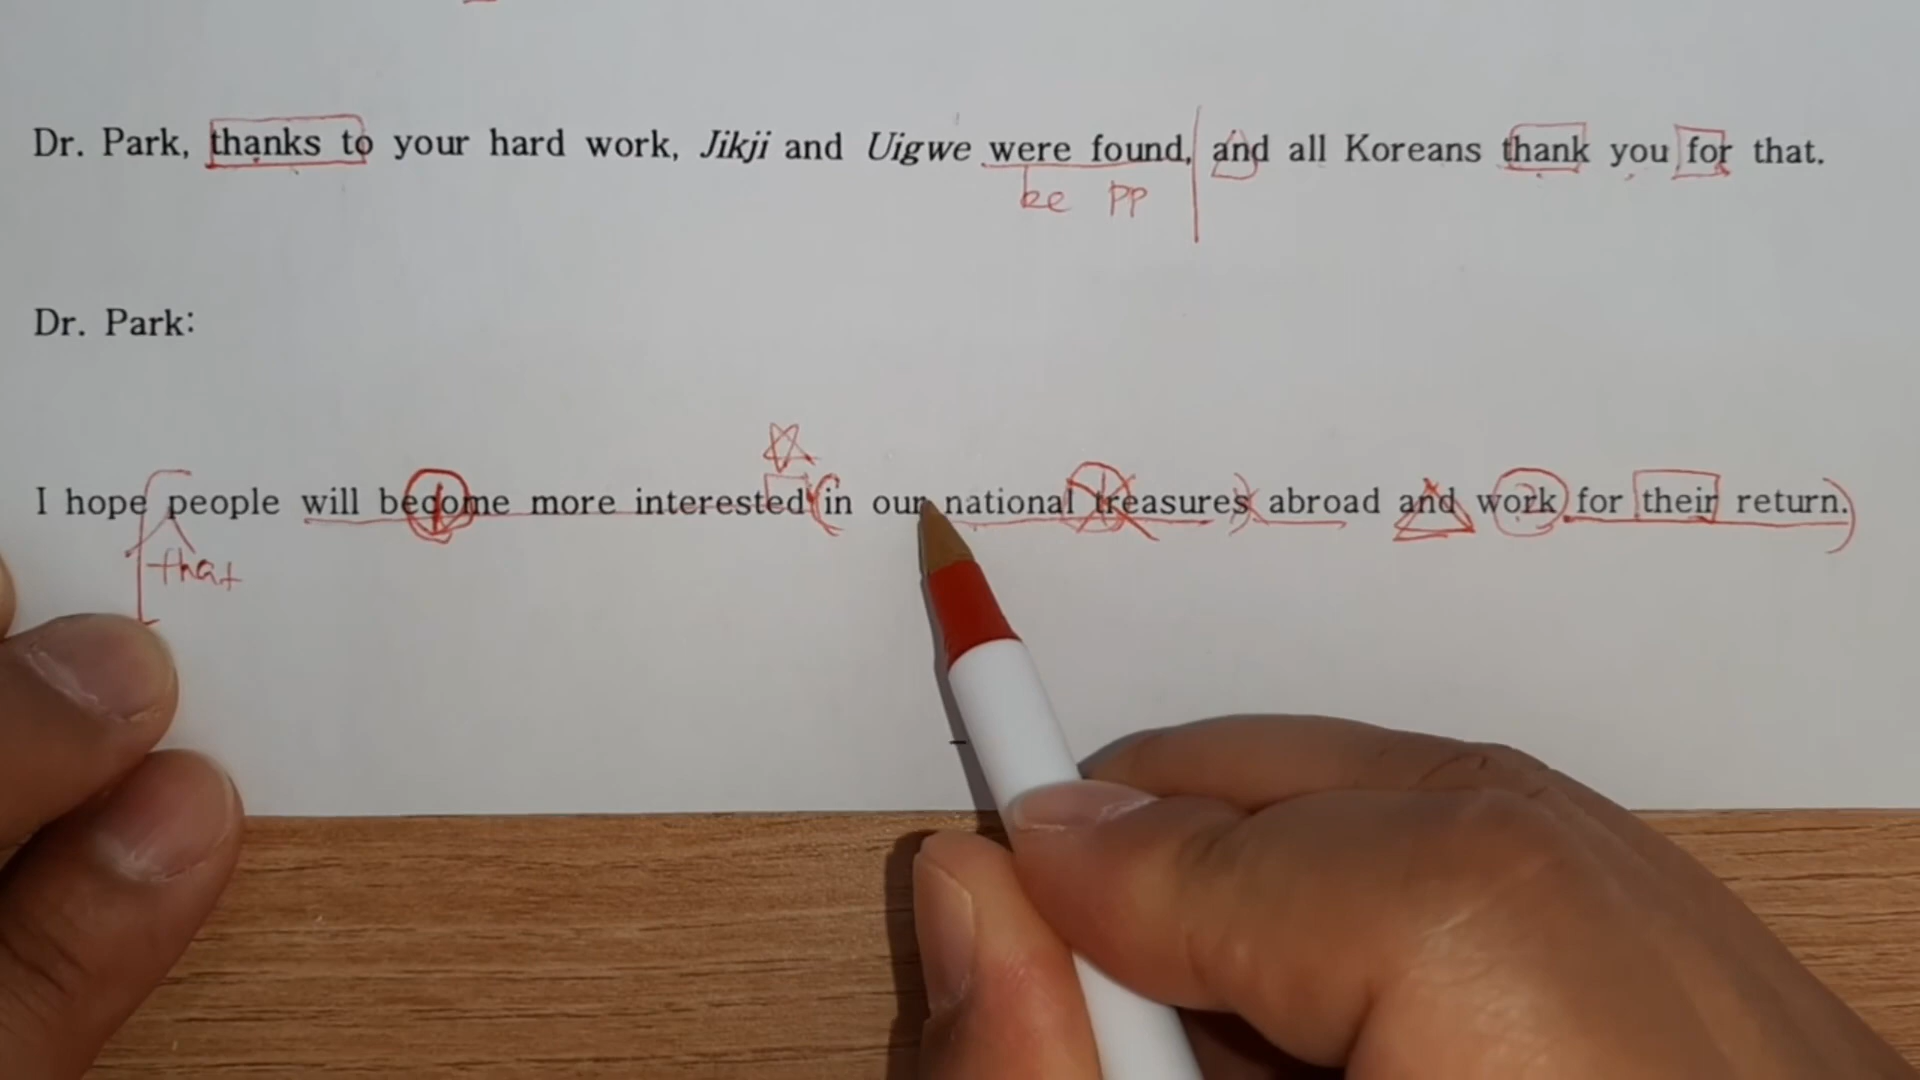 Dr. Park, thanks to your hard work, Jikji and Uigwe were found, and all Koreans thank you for that.
be pp
Dr. Park:
I hope people will become more interested in our national treasures abroad and work for their return.
that